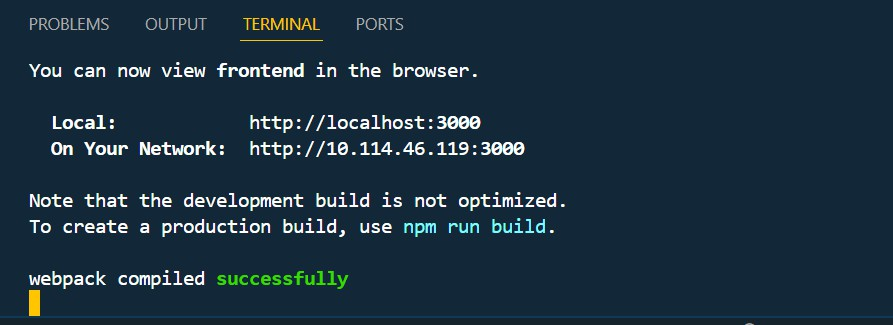 PROBLEMS OUTPUT TERMINAL PORTS
You can now view frontend in the browser.
Local: http://localhost:3000
On Your Network: http://10.114.46.119:3000
Note that the development build is not optimized.
To create a production build, use npm run build.
webpack compiled successfully